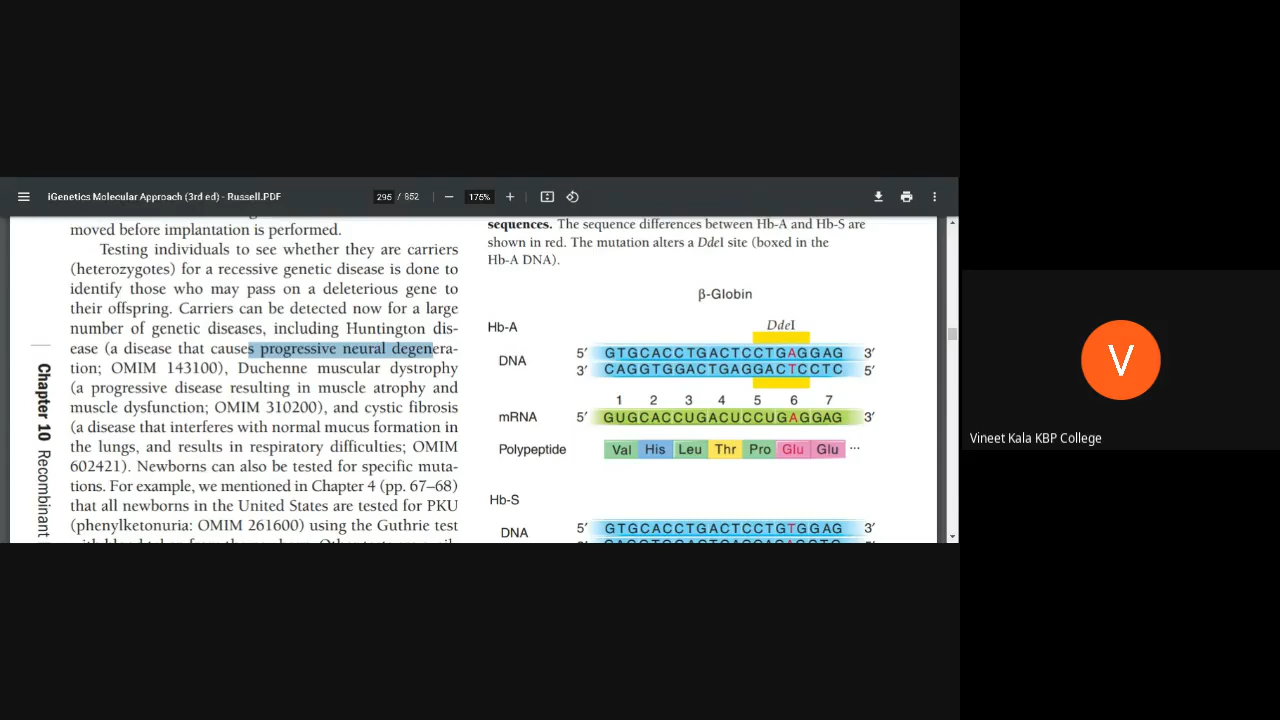 iGenetics Molecular Approach (3rd ed) - Russell.PDF
295 / 852
175%
moved before implantation is performed.
Testing individuals to see whether they are carriers
(heterozygotes) for a recessive genetic disease is done to
identify those who may pass on a deleterious gene to
their offspring. Carriers can be detected now for a large
number of genetic diseases, including Huntington dis-
ease (a disease that causes progressive neural degenera-
tion; OMIM 143100), Duchenne muscular dystrophy
(a progressive disease resulting in muscle atrophy and
muscle dysfunction; OMIM 310200), and cystic fibrosis
(a disease that interferes with normal mucus formation in
the lungs, and results in respiratory difficulties; OMIM
602421). Newborns can also be tested for specific muta-
tions. For example, we mentioned in Chapter 4 (pp. 67–68)
that all newborns in the United States are tested for PKU
(phenylketonuria: OMIM 261600) using the Guthrie test
Chapter 10 Recombinant
sequences. The sequence differences between Hb-A and Hb-S are
shown in red. The mutation alters a DdeI site (boxed in the
Hb-A DNA).
β-Globin
Hb-A
DdeI
DNA
5′ GTGCACCTGACTCCTGAGGAG 3′
3′ CAGGTGGACTGAGGACTCCTC 5′
1 2 3 4 5 6 7
mRNA 5′ GUGCACCUGACUCCUGAGGAG 3′
Polypeptide Val His Leu Thr Pro Glu Glu ...
Hb-S
DNA
5′ GTGCACCTGACTCCTGTGGAG 3′
V
Vineet Kala KBP College